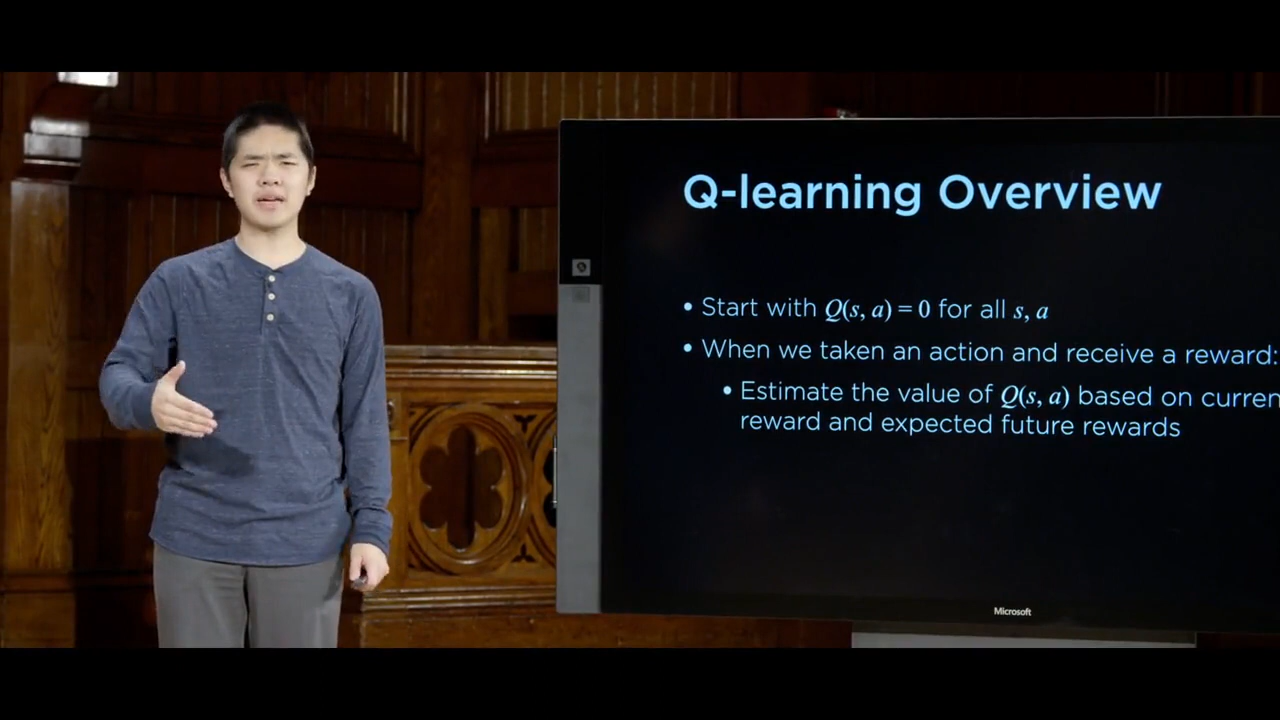 Q-learning Overview
• Start with Q(s, a) = 0 for all s, a
• When we taken an action and receive a reward:
• Estimate the value of Q(s, a) based on curren
reward and expected future rewards
Microsoft